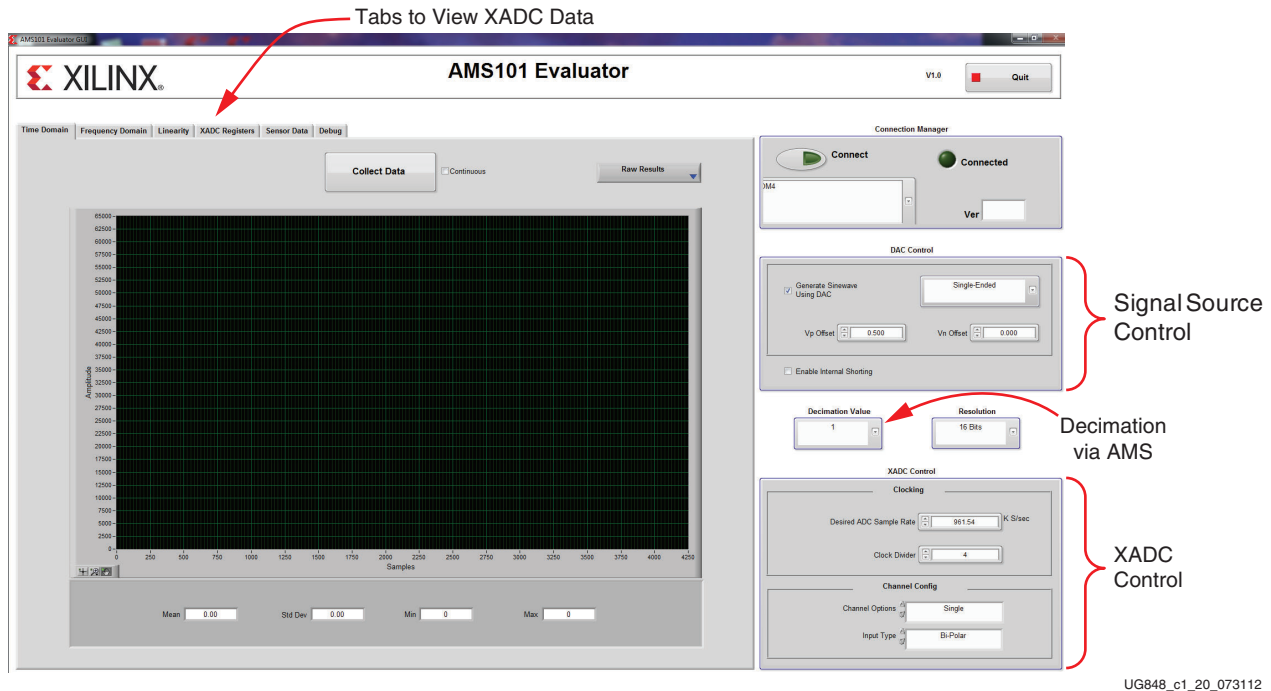 Tabs to View XADC Data
AMS101 Evaluator GUI
XILINX®
AMS101 Evaluator
V1.0
Quit
Time Domain Frequency Domain Linearity XADC Registers Sensor Data Debug
Collect Data
Continuous
Raw Results
65000
62500
60000
57500
55000
52500
50000
47500
45000
42500
40000
37500
35000
32500
30000
27500
25000
22500
20000
17500
15000
12500
10000
7500
5000
2500
0
Amplitude
0 250 500 750 1000 1250 1500 1750 2000 2250 2500 2750 3000 3250 3500 3750 4000 4250
Samples
Mean 0.00 Std Dev 0.00 Min 0 Max 0
Connection Manager
Connect
Connected
OM4
Ver
DAC Control
Generate Sinewave
Using DAC
Single-Ended
Vp Offset 0.500 Vn Offset 0.000
Enable Internal Shorting
Signal Source
Control
Decimation Value
1
Resolution
16 Bits
Decimation
via AMS
XADC Control
Clocking
Desired ADC Sample Rate 961.54 K S/sec
Clock Divider 4
Channel Config
Channel Options Single
Input Type Bi-Polar
XADC
Control
UG848_c1_20_073112